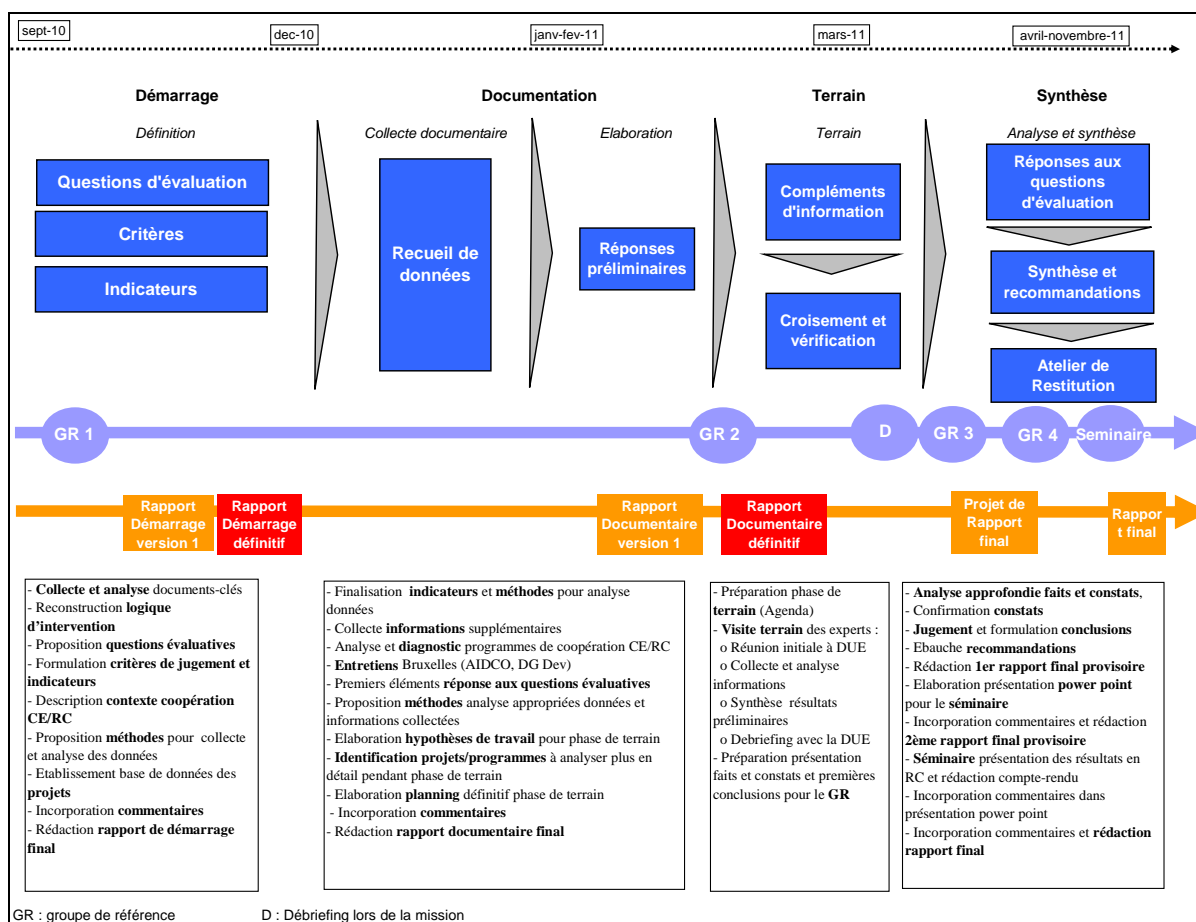 sept-10
dec-10
janv-fev-11
mars-11
avril-novembre-11
Démarrage
Documentation
Terrain
Synthèse
Définition
Collecte documentaire
Elaboration
Terrain
Analyse et synthèse
Questions d'évaluation
Critères
Indicateurs
Recueil de
données
Réponses
préliminaires
Compléments
d'information
Croisement et
vérification
Réponses aux
questions
d'évaluation
Synthèse et
recommandations
Atelier de
Restitution
GR 1
GR 2
D
GR 3
GR 4
Seminaire
Rapport
Démarrage
version 1
Rapport
Démarrage
définitif
Rapport
Documentaire
version 1
Rapport
Documentaire
définitif
Projet de
Rapport
final
Rappor
t final
- Collecte et analyse documents-clés
- Reconstruction logique
d'intervention
- Proposition questions évaluatives
- Formulation critères de jugement et
indicateurs
- Description contexte coopération
CE/RC
- Proposition méthodes pour collecte
et analyse des données
- Etablissement base de données des
projets
- Incorporation commentaires
- Rédaction rapport de démarrage
final
- Finalisation indicateurs et méthodes pour analyse
données
- Collecte informations supplémentaires
- Analyse et diagnostic programmes de coopération CE/RC
- Entretiens Bruxelles (AIDCO, DG Dev)
- Premiers éléments réponse aux questions évaluatives
- Proposition méthodes analyse appropriées données et
informations collectées
- Elaboration hypothèses de travail pour phase de terrain
- Identification projets/programmes à analyser plus en
détail pendant phase de terrain
- Elaboration planning définitif phase de terrain
- Incorporation commentaires
- Rédaction rapport documentaire final
- Préparation phase de
terrain (Agenda)
- Visite terrain des experts :
o Réunion initiale à DUE
o Collecte et analyse
informations
o Synthèse résultats
préliminaires
o Debriefing avec la DUE
- Préparation présentation
faits et constats et premières
conclusions pour le GR
- Analyse approfondie faits et constats,
- Confirmation constats
- Jugement et formulation conclusions
- Ebauche recommandations
- Rédaction 1er rapport final provisoire
- Elaboration présentation power point
pour le séminaire
- Incorporation commentaires et rédaction
2ème rapport final provisoire
- Séminaire présentation des résultats en
RC et rédaction compte-rendu
- Incorporation commentaires dans
présentation power point
- Incorporation commentaires et rédaction
rapport final
GR : groupe de référence
D : Débriefing lors de la mission